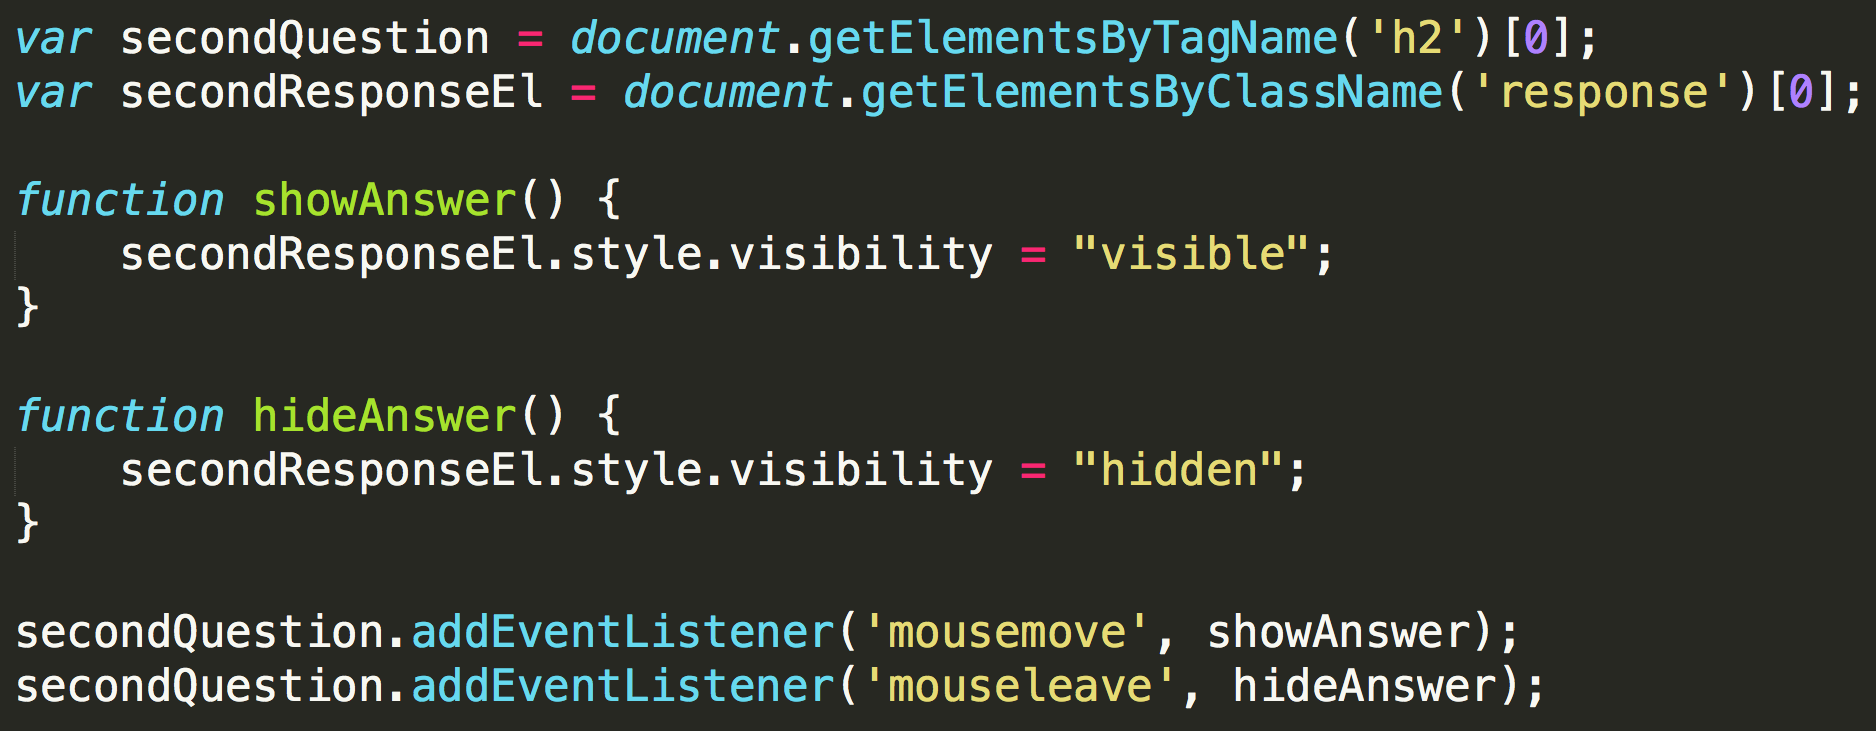 var secondQuestion = document.getElementsByTagName('h2')[0];
var secondResponseEl = document.getElementsByClassName('response')[0];
function showAnswer() {
    secondResponseEl.style.visibility = "visible";
}
function hideAnswer() {
    secondResponseEl.style.visibility = "hidden";
}
secondQuestion.addEventListener('mousemove', showAnswer);
secondQuestion.addEventListener('mouseleave', hideAnswer);